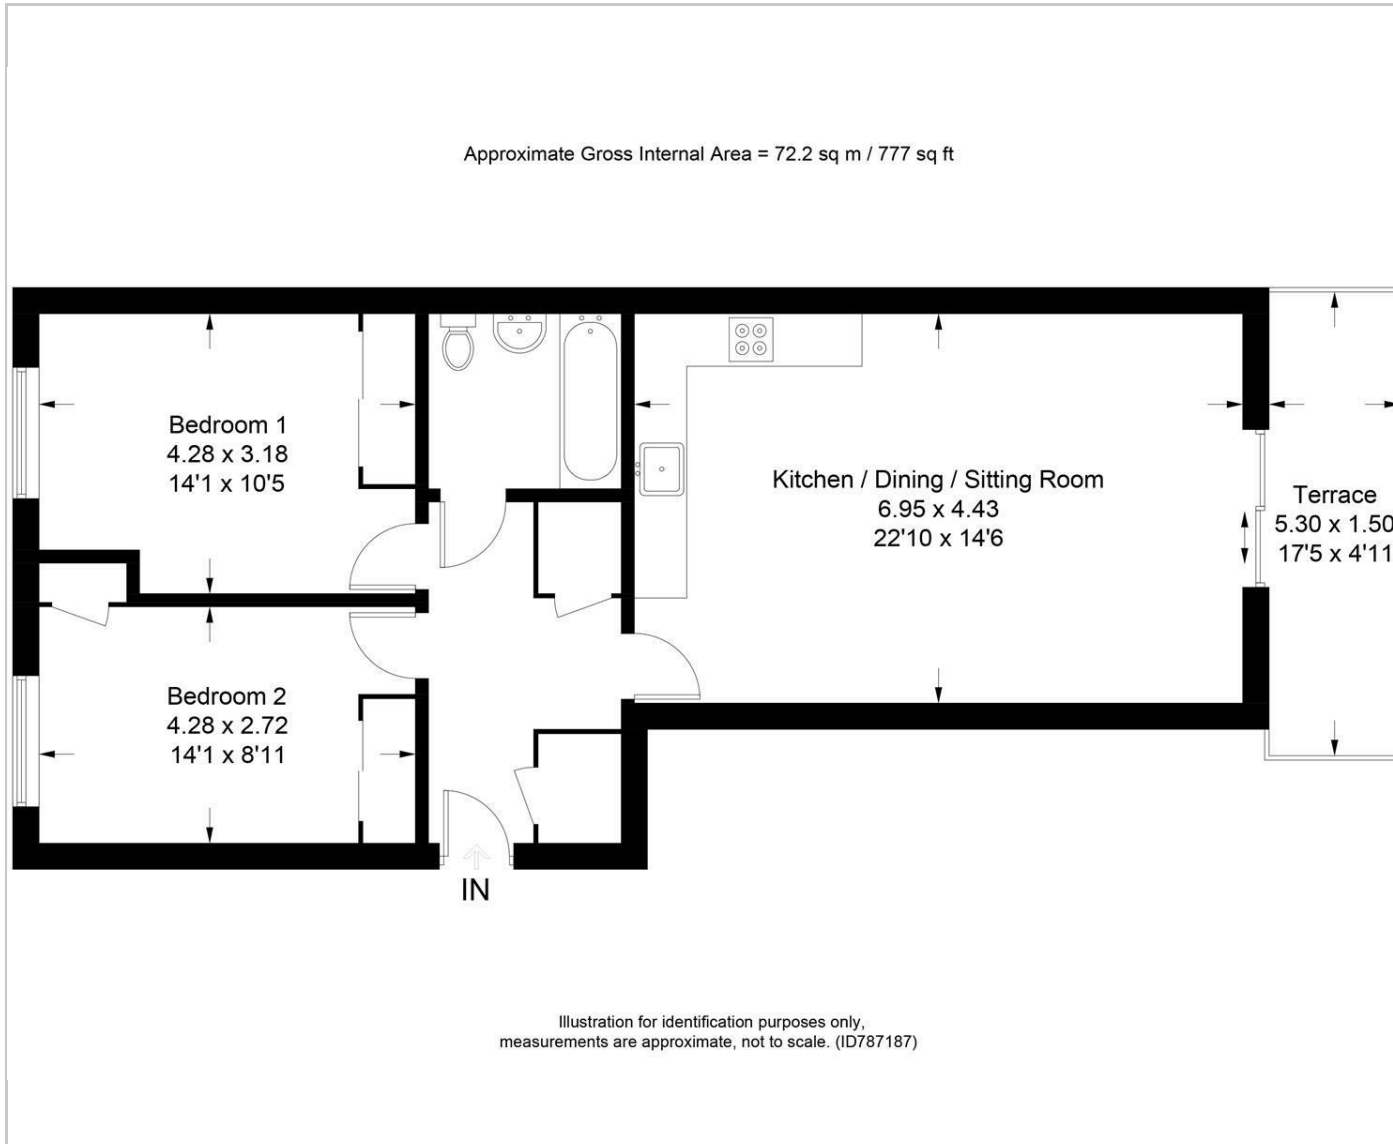 Approximate Gross Internal Area = 72.2 sq m / 777 sq ft
Bedroom 1
4.28 x 3.18
14'1 x 10'5
Kitchen / Dining / Sitting Room
6.95 x 4.43
22'10 x 14'6
Terrace
5.30 x 1.50
17'5 x 4'11
Bedroom 2
4.28 x 2.72
14'1 x 8'11
IN
Illustration for identification purposes only,
measurements are approximate, not to scale. (ID787187)